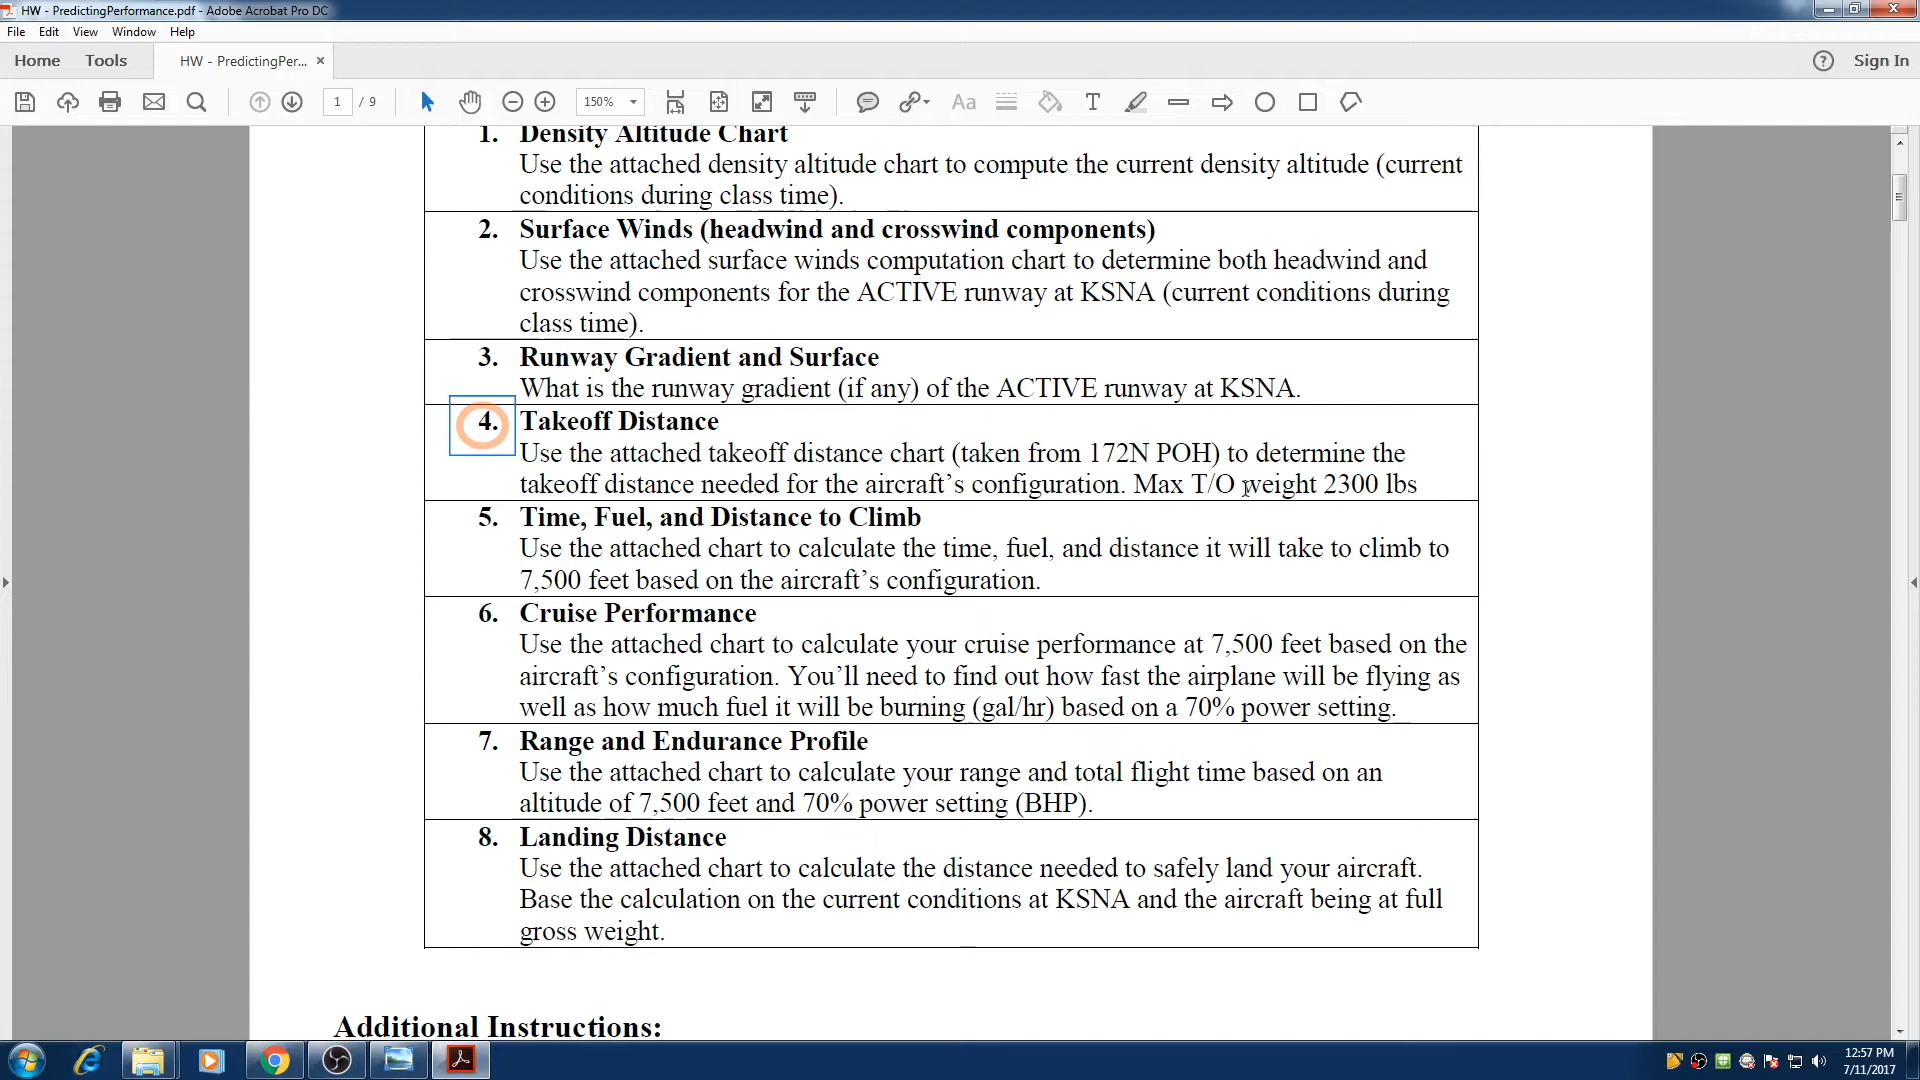 HW - PredictingPerformance.pdf - Adobe Acrobat Pro DC
File Edit View Window Help
Home Tools HW - PredictingPer... × ? Sign In
1 / 9 150% Aa T
1. Density Altitude Chart
Use the attached density altitude chart to compute the current density altitude (current
conditions during class time).
2. Surface Winds (headwind and crosswind components)
Use the attached surface winds computation chart to determine both headwind and
crosswind components for the ACTIVE runway at KSNA (current conditions during
class time).
3. Runway Gradient and Surface
What is the runway gradient (if any) of the ACTIVE runway at KSNA.
4. Takeoff Distance
Use the attached takeoff distance chart (taken from 172N POH) to determine the
takeoff distance needed for the aircraft’s configuration. Max T/O weight 2300 lbs
5. Time, Fuel, and Distance to Climb
Use the attached chart to calculate the time, fuel, and distance it will take to climb to
7,500 feet based on the aircraft’s configuration.
6. Cruise Performance
Use the attached chart to calculate your cruise performance at 7,500 feet based on the
aircraft’s configuration. You’ll need to find out how fast the airplane will be flying as
well as how much fuel it will be burning (gal/hr) based on a 70% power setting.
7. Range and Endurance Profile
Use the attached chart to calculate your range and total flight time based on an
altitude of 7,500 feet and 70% power setting (BHP).
8. Landing Distance
Use the attached chart to calculate the distance needed to safely land your aircraft.
Base the calculation on the current conditions at KSNA and the aircraft being at full
gross weight.
Additional Instructions:
12:57 PM
7/11/2017